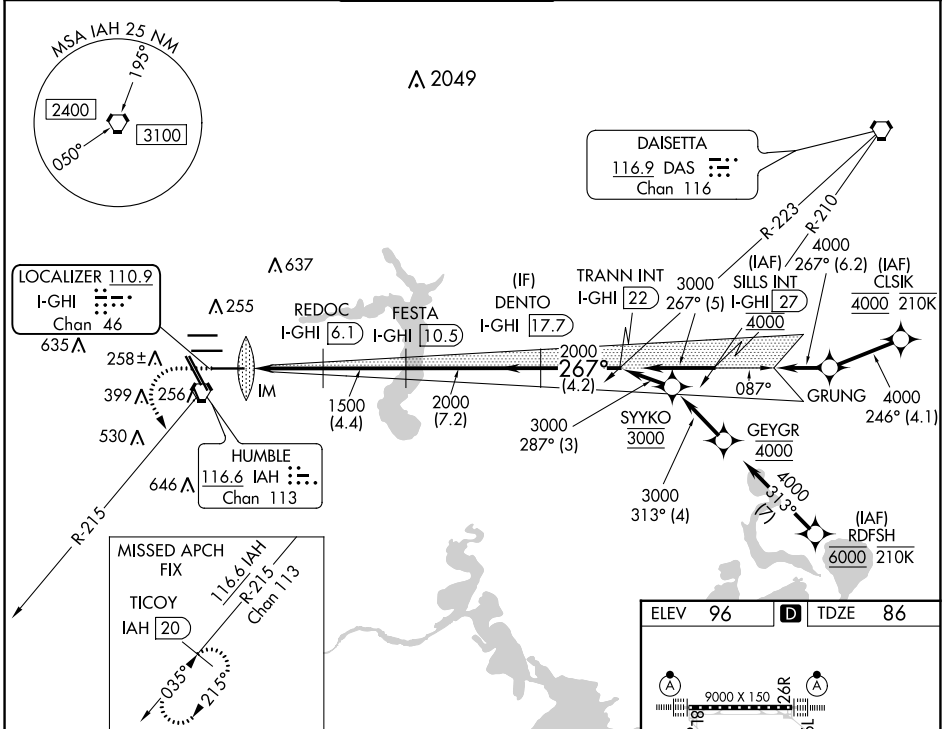 MSA IAH 25 NM
195°
2400
3100
050°
2049
DAISETTA
116.9 DAS
Chan 116
R-223
R-210
LOCALIZER 110.9
I-GHI
Chan 46
637
255
635
258±
399
256
530
646
IM
REDOC
I-GHI 6.1
FESTA
I-GHI 10.5
(IF)
DENTO
I-GHI 17.7
TRANN INT
I-GHI 22
3000
267° (5)
(IAF)
SILLS INT
I-GHI 27
4000
4000
267° (6.2)
(IAF)
CLSIK
4000 210K
2000
267°
(4.2)
087°
GRUNG
4000
246° (4.1)
1500
(4.4)
2000
(7.2)
3000
287° (3)
SYYKO
3000
GEYGR
4000
3000
313° (4)
4000
313°
(7)
(IAF)
RDFSH
6000 210K
HUMBLE
116.6 IAH
Chan 113
R-215
MISSED APCH
FIX
TICOY
IAH 20
116.6 IAH
R-215
Chan 113
035°
215°
ELEV 96
D
TDZE 86
A
9000 X 150
26R
A